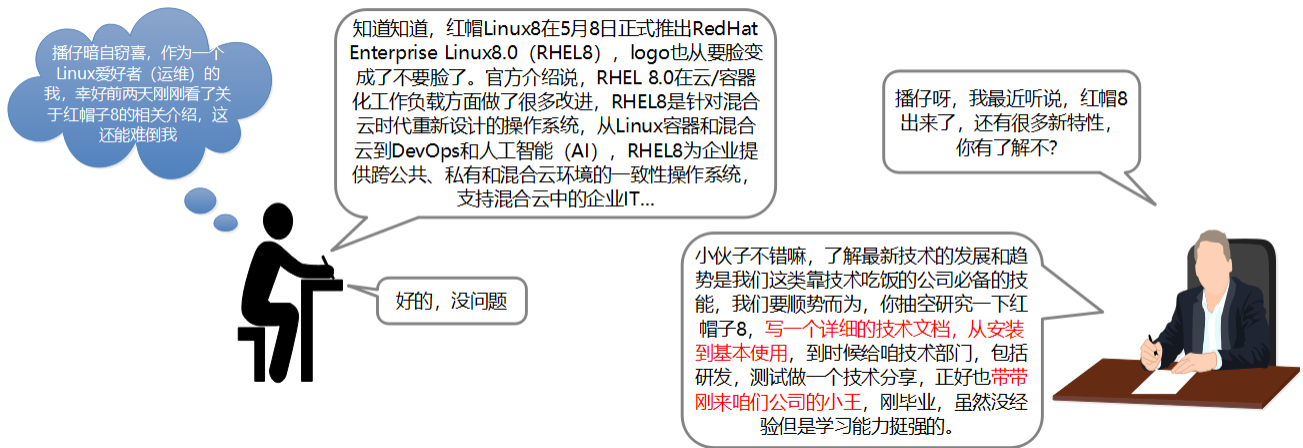 播仔呀，我最近听说，红帽8
出来了，还有很多新特性，
你有了解不?
播仔暗自窃喜，作为一个
Linux爱好者（运维）的
我，幸好前两天刚刚看了关
于红帽子8的相关介绍，这
还能难倒我
知道知道，红帽Linux8在5月8日正式推出RedHat
Enterprise Linux8.0（RHEL8），logo也从要脸变
成了不要脸了。官方介绍说，RHEL 8.0在云/容器
化工作负载方面做了很多改进，RHEL8是针对混合
云时代重新设计的操作系统，从Linux容器和混合
云到DevOps和人工智能（AI），RHEL8为企业提
供跨公共、私有和混合云环境的一致性操作系统，
支持混合云中的企业IT...
小伙子不错嘛，了解最新技术的发展和趋
势是我们这类靠技术吃饭的公司必备的技
能，我们要顺势而为，你抽空研究一下红
帽子8，写一个详细的技术文档，从安装
到基本使用，到时候给咱技术部门，包括
研发，测试做一个技术分享，正好也带带
刚来咱们公司的小王，刚毕业，虽然没经
验但是学习能力挺强的。
好的，没问题